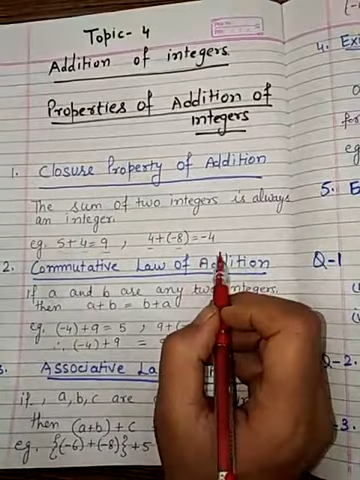 Topic- 4
Addition of integers
Properties of Addition of
integers
1. Closure Property of Addition
The sum of two integers is always
an integer.
eg. 5+4=9 , 4+(-8)=-4
2. Commutative Law of Addition
if a and b are any two integers,
then a+b = b+a
eg. (-4)+9 = 5 , 9+(
∴ (-4)+9 =
3. Associative La
if, a,b,c are
then (a+b)+c
eg. {(-6)+(-8)}+5
4.
eg
5.
Q-1
Q-2.
3.